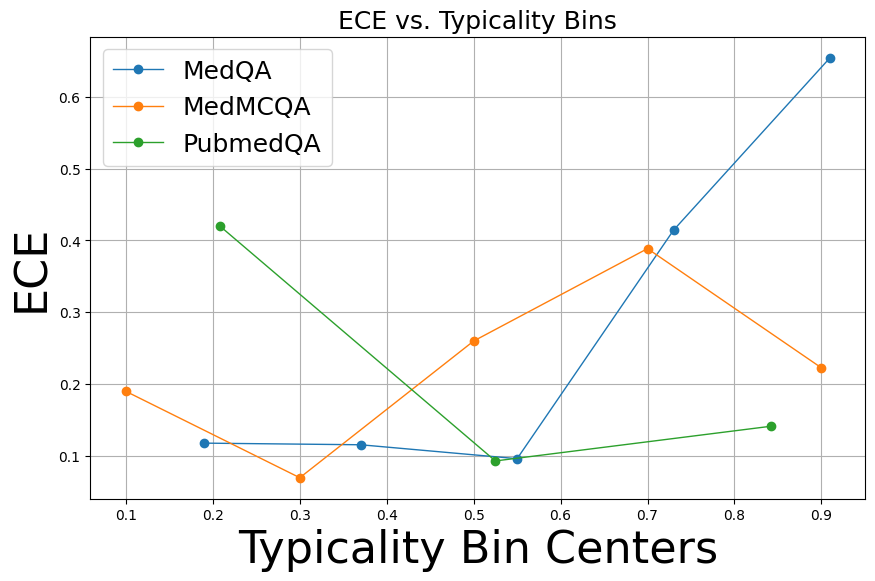 ECE vs. Typicality Bins
MedQA
MedMCQA
PubmedQA
ECE
0.6
0.5
0.4
0.3
0.2
0.1
0.1 0.2 0.3 0.4 0.5 0.6 0.7 0.8 0.9
Typicality Bin Centers